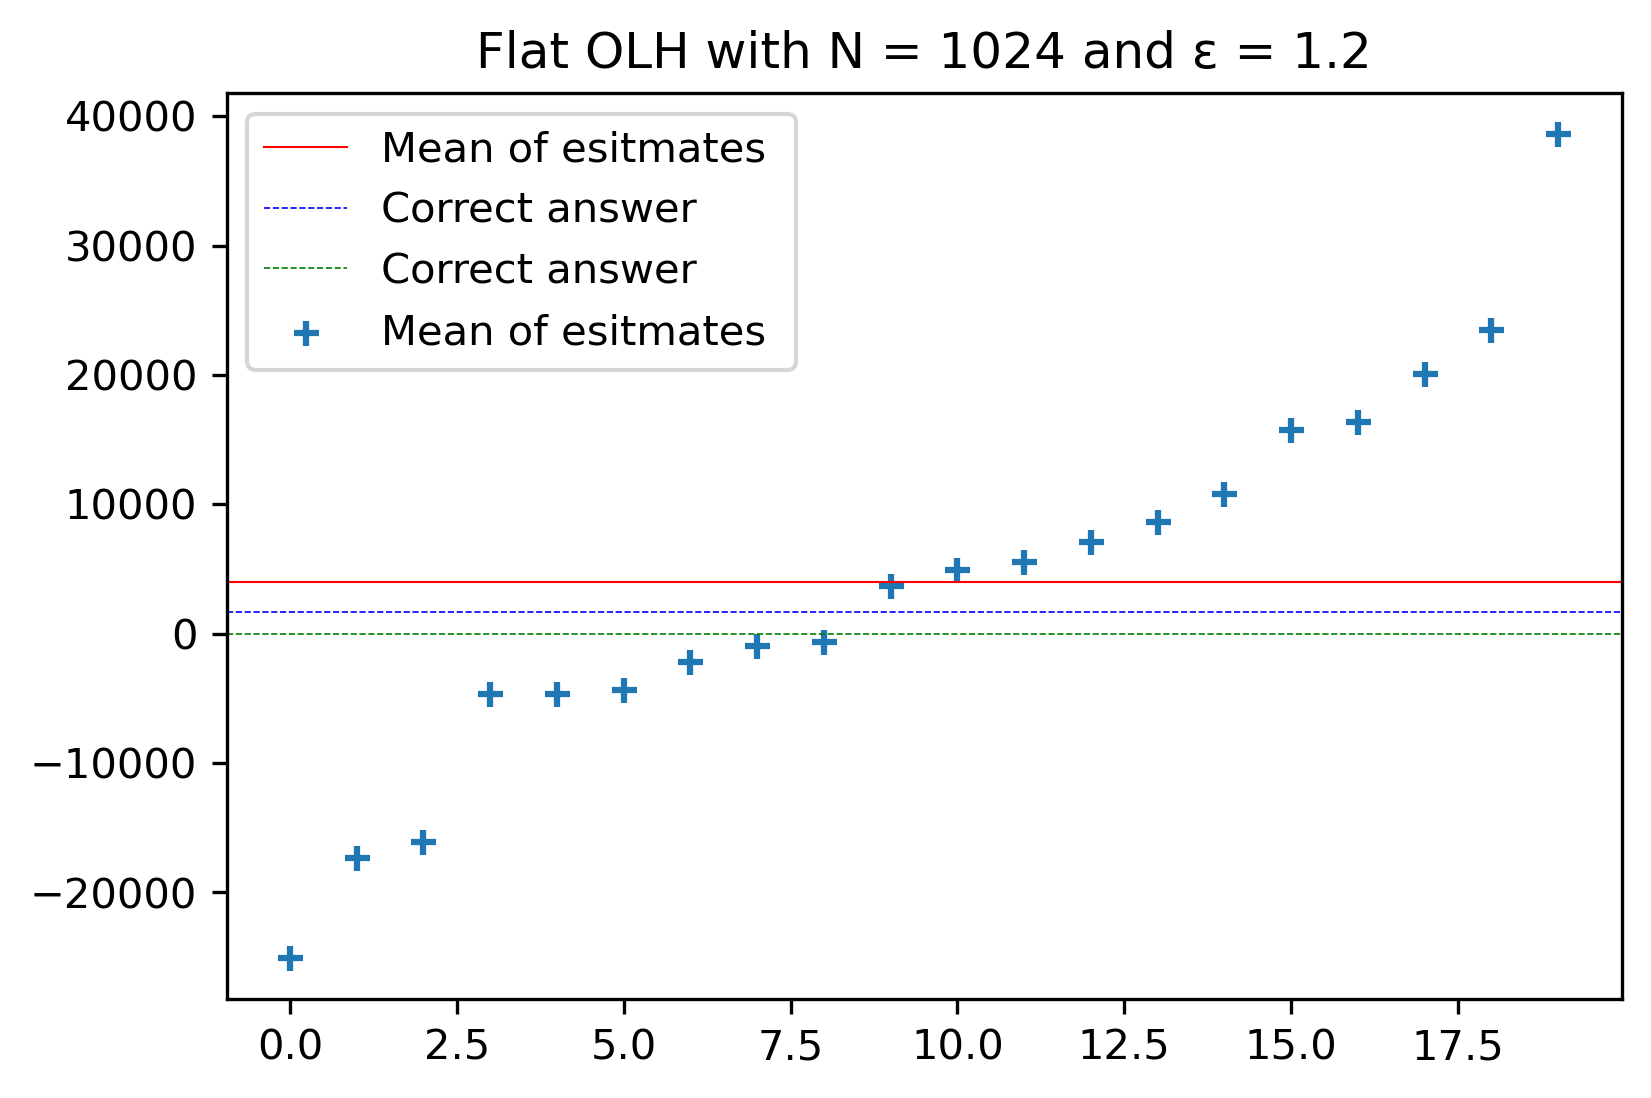 Flat OLH with N = 1024 and ε = 1.2
Mean of esitmates
Correct answer
Correct answer
Mean of esitmates
40000
30000
20000
10000
0
−10000
−20000
0.0 2.5 5.0 7.5 10.0 12.5 15.0 17.5